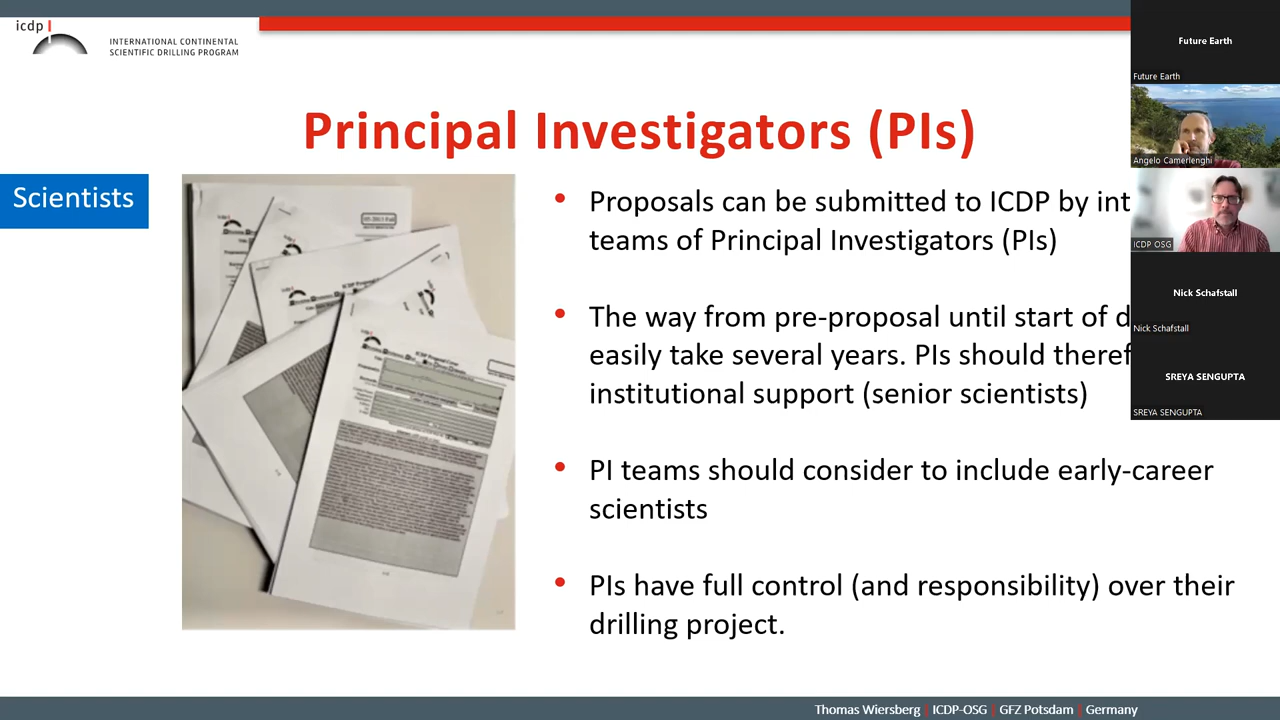 icdp
INTERNATIONAL CONTINENTAL
SCIENTIFIC DRILLING PROGRAM
Principal Investigators (PIs)
Scientists
• Proposals can be submitted to ICDP by int
teams of Principal Investigators (PIs)
• The way from pre-proposal until start of d
easily take several years. PIs should theref
institutional support (senior scientists)
• PI teams should consider to include early-career
scientists
• PIs have full control (and responsibility) over their
drilling project.
Thomas Wiersberg | ICDP-OSG | GFZ Potsdam | Germany
Future Earth
Future Earth
Angelo Camerlenghi
ICDP OSG
Nick Schafstall
Nick Schafstall
SREYA SENGUPTA
SREYA SENGUPTA